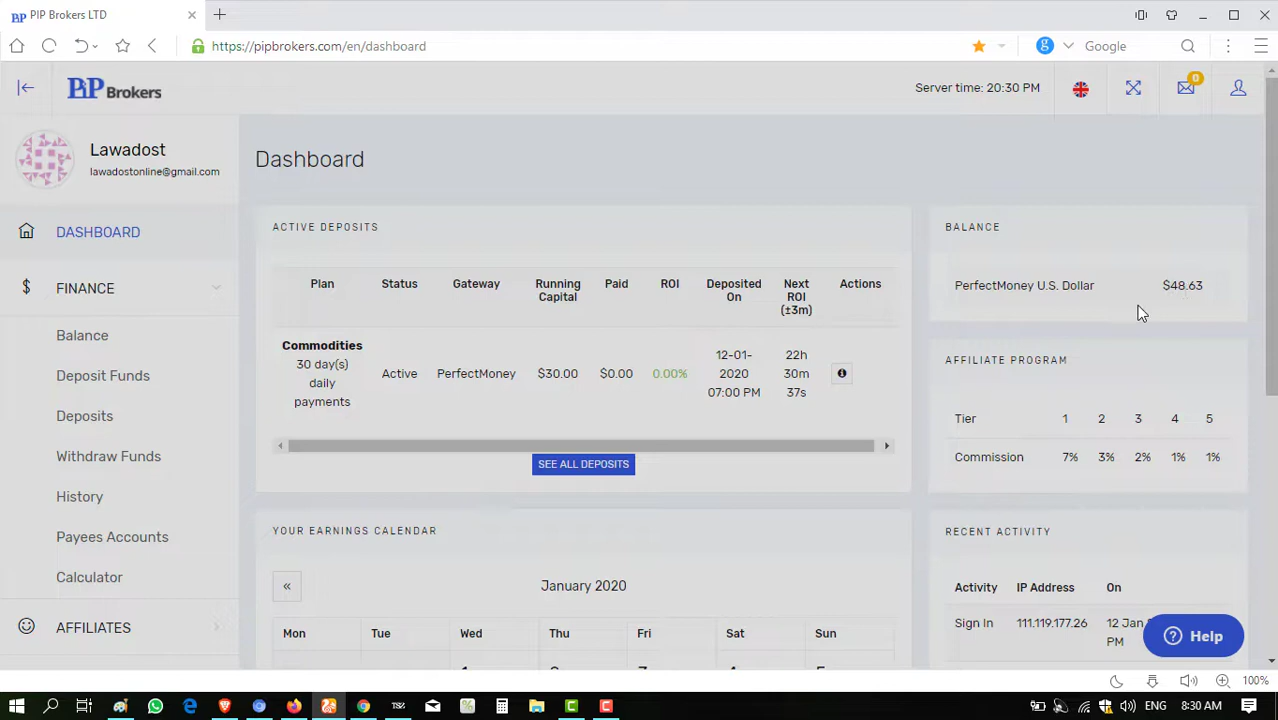 PIP Brokers LTD
https://pipbrokers.com/en/dashboard
Google
PiP Brokers
Server time: 20:30 PM
0
Lawadost
lawadostonline@gmail.com
DASHBOARD
FINANCE
Balance
Deposit Funds
Deposits
Withdraw Funds
History
Payees Accounts
Calculator
AFFILIATES
Dashboard
ACTIVE DEPOSITS
Plan Status Gateway Running Capital Paid ROI Deposited On Next ROI (±3m) Actions
Commodities
30 day(s) daily payments Active PerfectMoney $30.00 $0.00 0.00% 12-01-2020 07:00 PM 22h 30m 37s
SEE ALL DEPOSITS
BALANCE
PerfectMoney U.S. Dollar $48.63
AFFILIATE PROGRAM
Tier 1 2 3 4 5
Commission 7% 3% 2% 1% 1%
YOUR EARNINGS CALENDAR
« January 2020
Mon Tue Wed Thu Fri Sat Sun
RECENT ACTIVITY
Activity IP Address On
Sign In 111.119.177.26 12 Jan
PM
Help
100%
ENG 8:30 AM